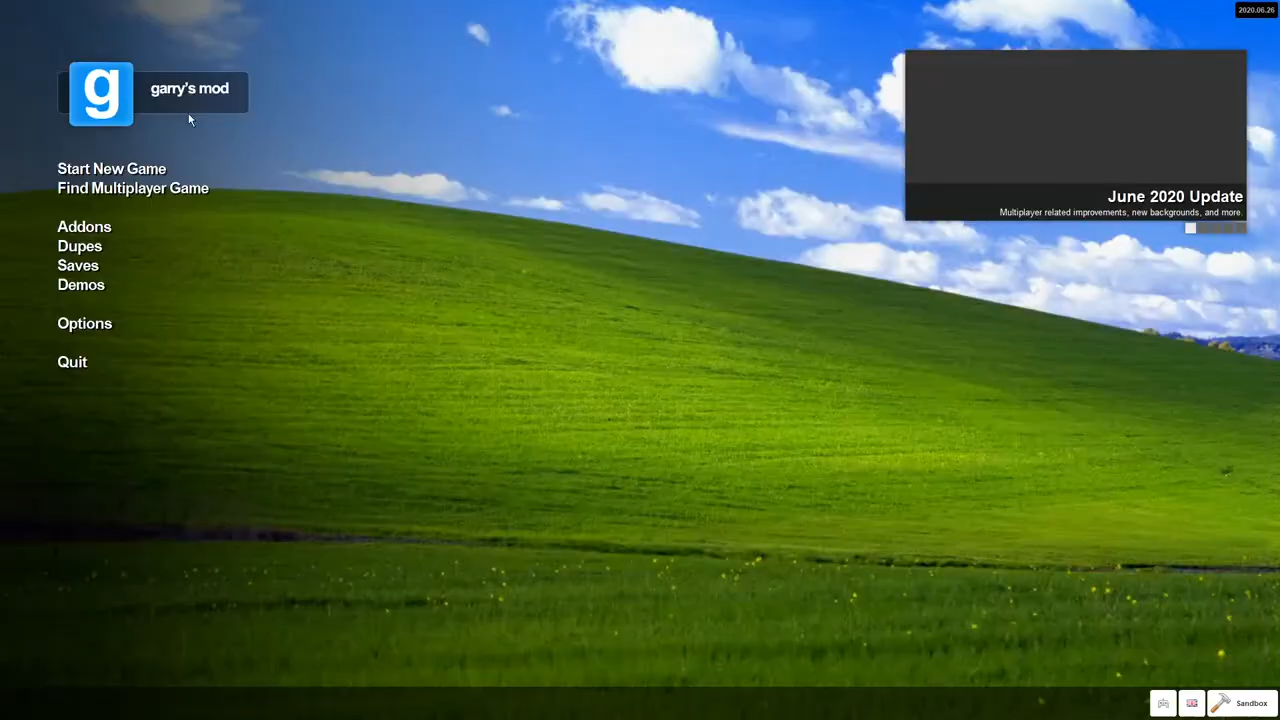 2020.06.26
g
garry's mod
Start New Game
Find Multiplayer Game
Addons
Dupes
Saves
Demos
Options
Quit
June 2020 Update
Multiplayer related improvements, new backgrounds, and more.
Sandbox